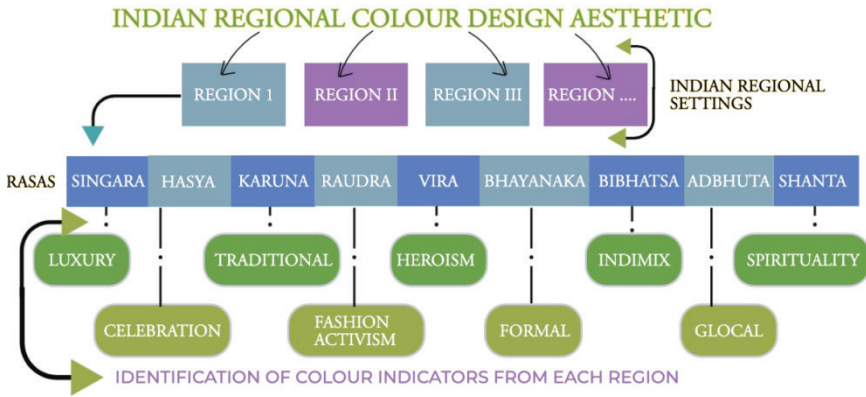 INDIAN REGIONAL COLOUR DESIGN AESTHETIC
REGION 1
REGION II
REGION III
REGION ....
INDIAN REGIONAL
SETTINGS
RASAS
SINGARA
HASYA
KARUNA
RAUDRA
VIRA
BHAYANAKA
BIBHATSA
ADBHUTA
SHANTA
LUXURY
TRADITIONAL
HEROISM
INDIMIX
SPIRITUALITY
CELEBRATION
FASHION
ACTIVISM
FORMAL
GLOCAL
IDENTIFICATION OF COLOUR INDICATORS FROM EACH REGION